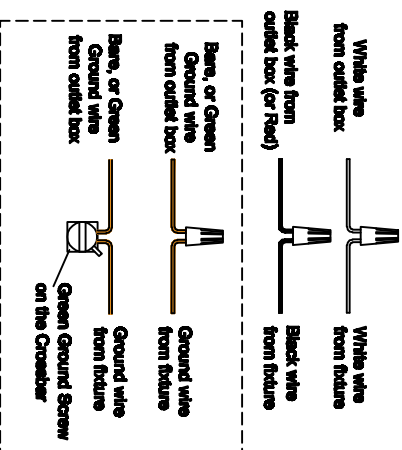 White wire
from outlet box
White wire
from fixture
Black wire from
outlet box (or Red)
Black wire
from fixture
Bare, or Green
Ground wire
from outlet box
Ground wire
from fixture
Bare, or Green
Ground wire
from outlet box
Ground wire
from fixture
Green Ground Screw
on the Crossbar